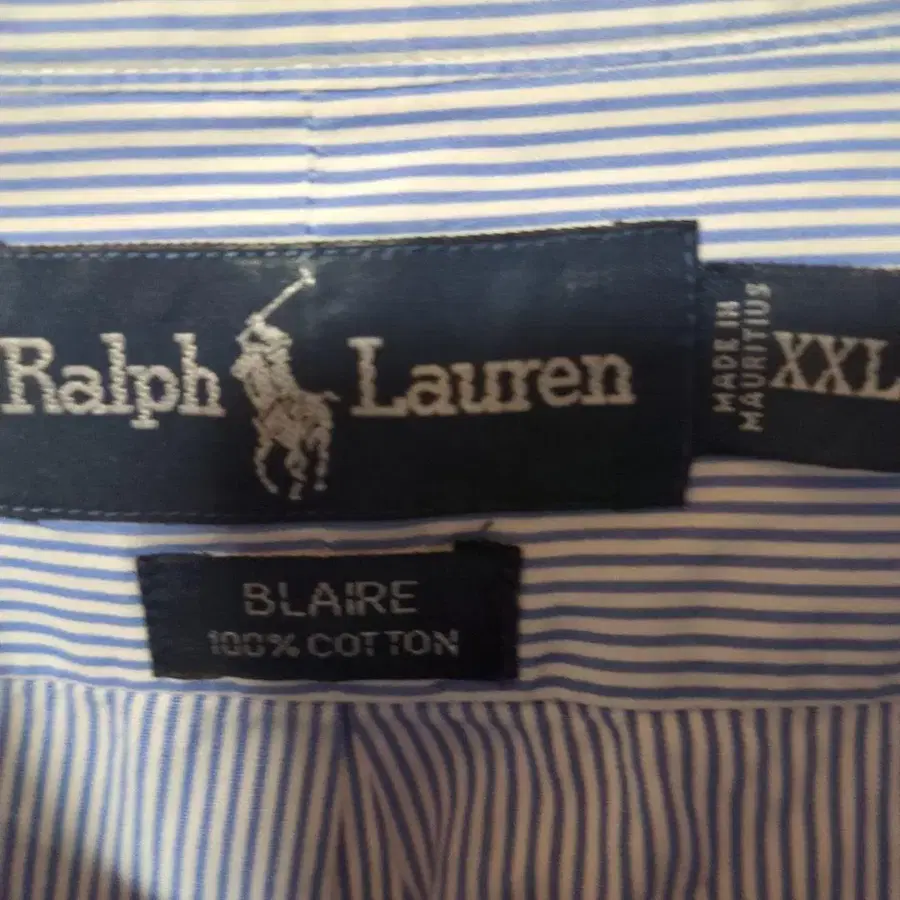 Ralph Lauren
MADE IN
MAURITIUS
XXL
BLAIRE
100% COTTON